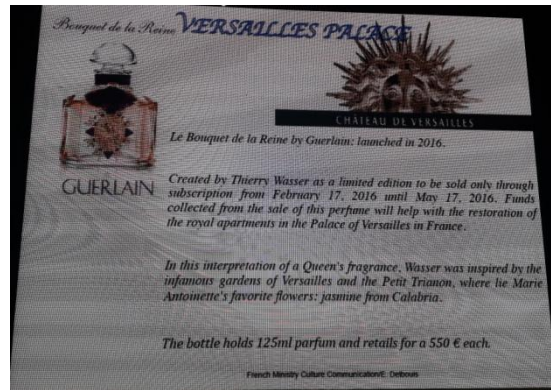 Bouquet de la Reine VERSAILLES PALACE
CHÂTEAU DE VERSAILLES
Le Bouquet de la Reine by Guerlain: launched in 2016.
GUERLAIN
Created by Thierry Wasser as a limited edition to be sold only through
subscription from February 17, 2016 until May 17, 2016. Funds
collected from the sale of this perfume will help with the restoration of
the royal apartments in the Palace of Versailles in France.
In this interpretation of a Queen's fragrance, Wasser was inspired by the
infamous gardens of Versailles and the Petit Trianon, where lie Marie
Antoinette's favorite flowers: jasmine from Calabria.
The bottle holds 125ml parfum and retails for a 550 € each.
French Ministry Culture Communication/E. Delbouis